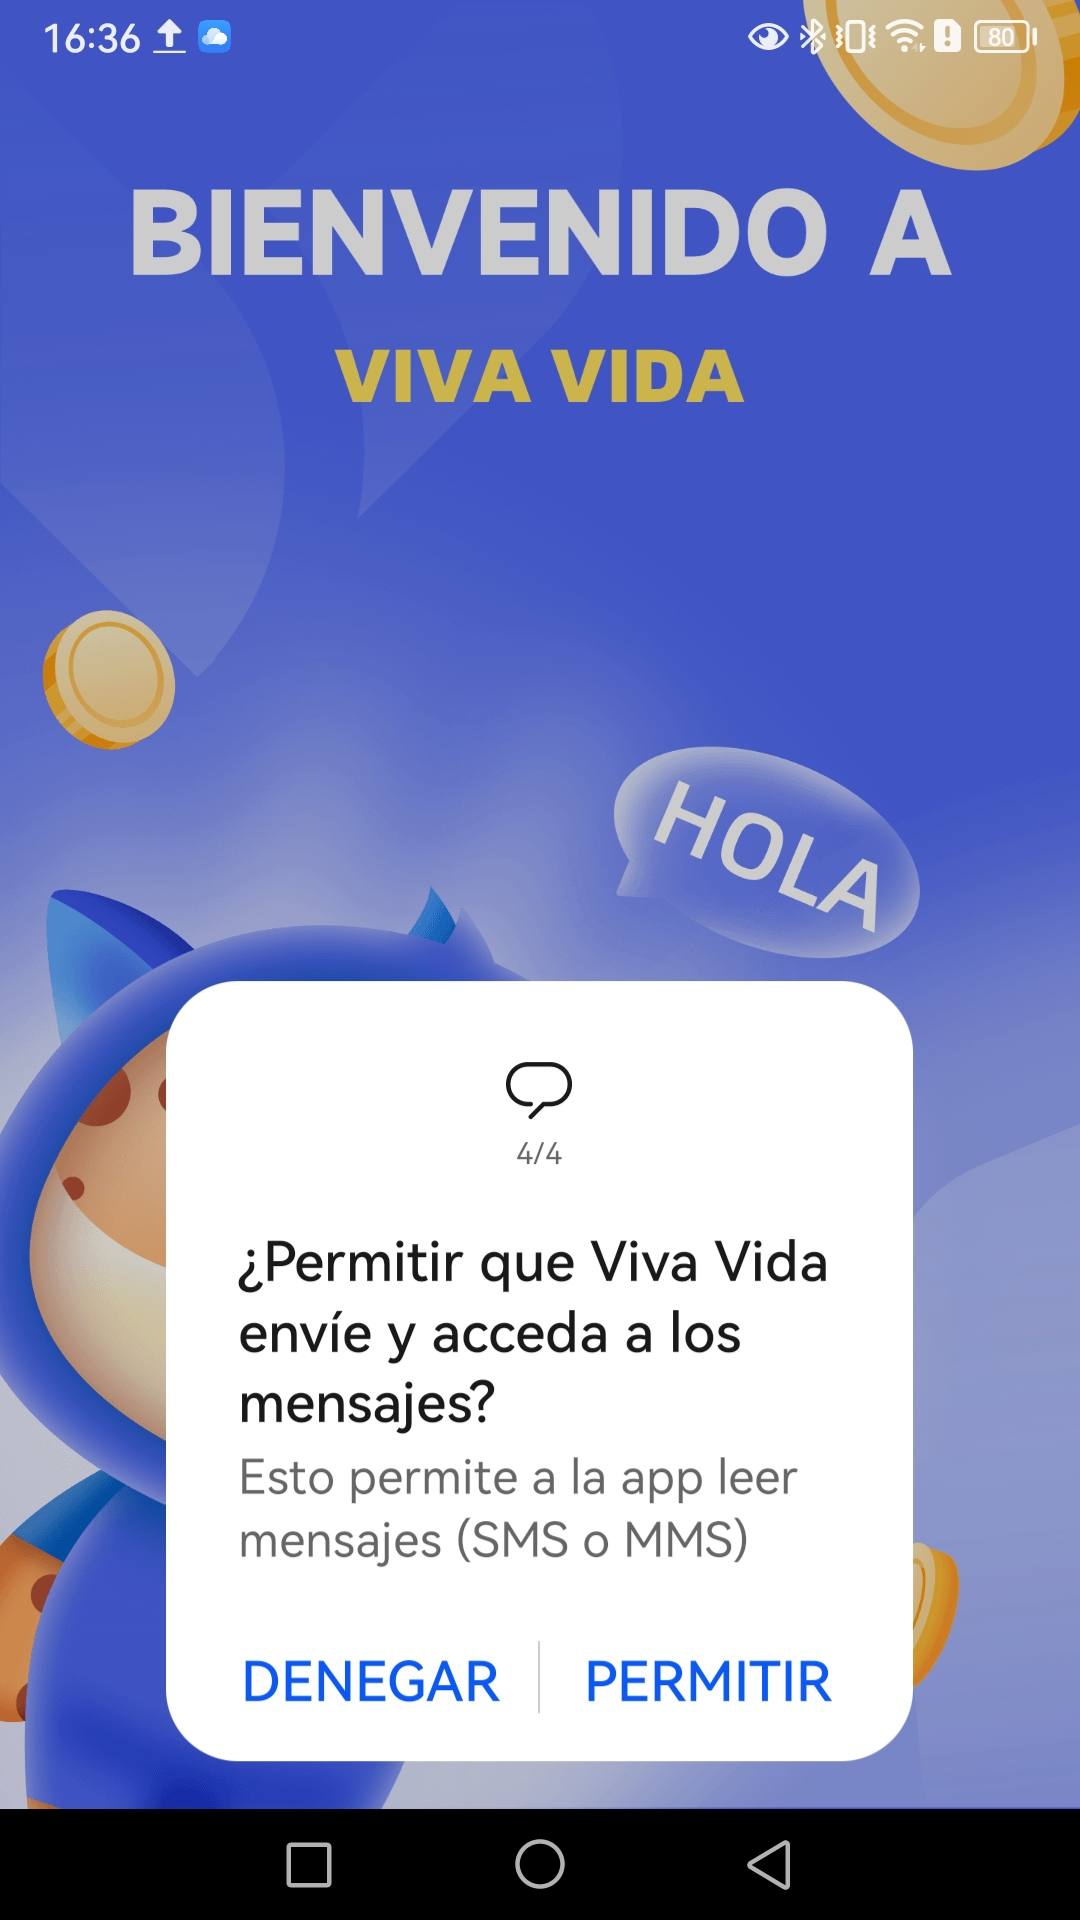 16:36
80
BIENVENIDO A
VIVA VIDA
HOLA
4/4
¿Permitir que Viva Vida
envíe y acceda a los
mensajes?
Esto permite a la app leer
mensajes (SMS o MMS)
DENEGAR
PERMITIR